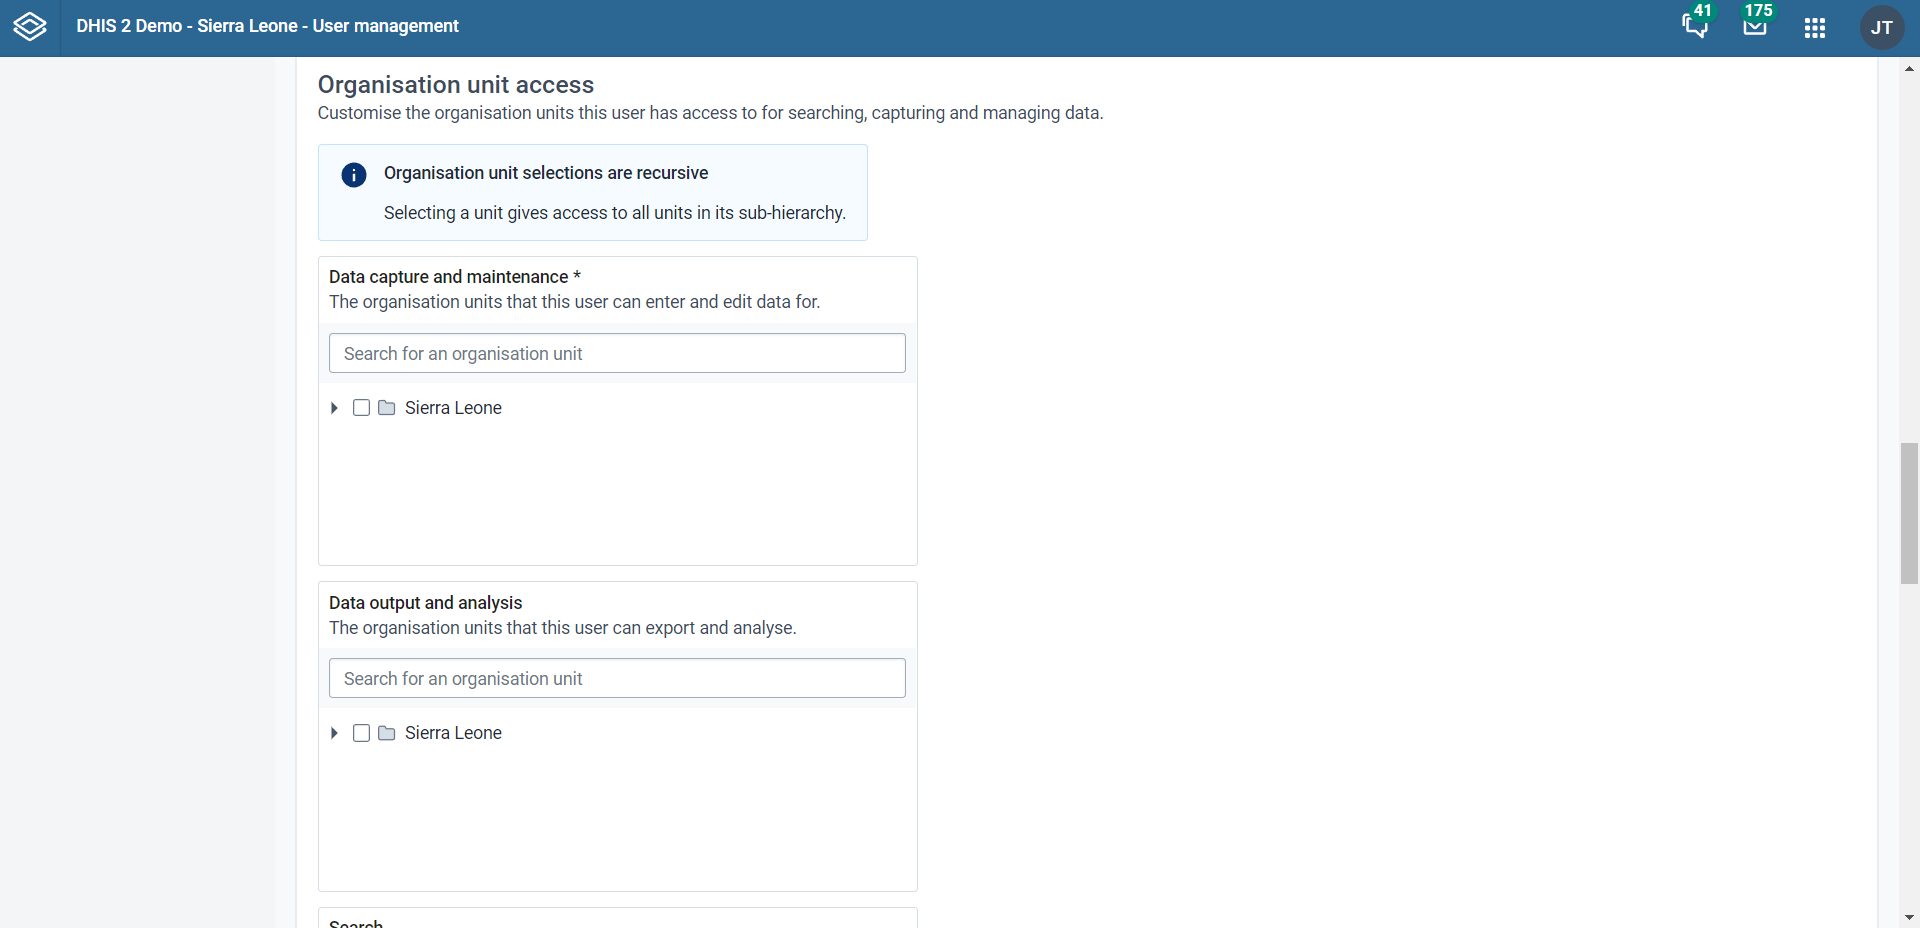 DHIS 2 Demo - Sierra Leone - User management
41
175
JT
Organisation unit access
Customise the organisation units this user has access to for searching, capturing and managing data.
Organisation unit selections are recursive
Selecting a unit gives access to all units in its sub-hierarchy.
Data capture and maintenance *
The organisation units that this user can enter and edit data for.
Search for an organisation unit
Sierra Leone
Data output and analysis
The organisation units that this user can export and analyse.
Search for an organisation unit
Sierra Leone
Search